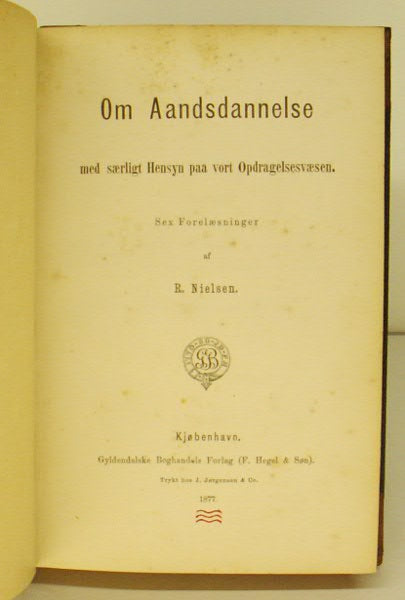 Om Aandsdannelse
med særligt Hensyn paa vort Opdragelsesvæsen.
Sex Forelæsninger
af
R. Nielsen.
GB
Kjøbenhavn.
Gyldendalske Boghandels Forlag (F. Hegel & Søn).
Trykt hos J. Jørgensen & Co.
1877.